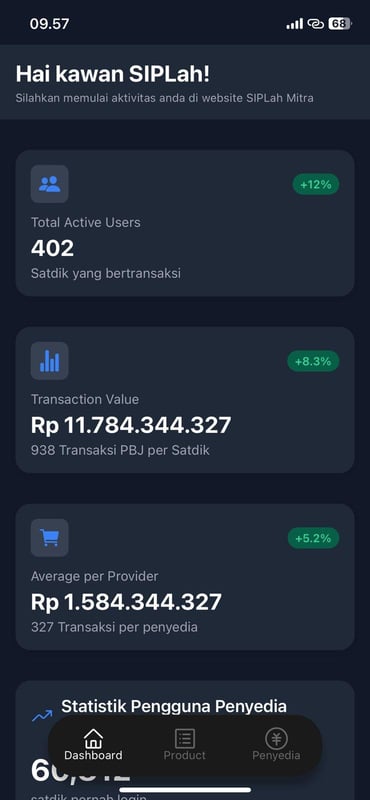 09.57
68
Hai kawan SIPLah!
Silahkan memulai aktivitas anda di website SIPLah Mitra
+12%
Total Active Users
402
Satdik yang bertransaksi
+8.3%
Transaction Value
Rp 11.784.344.327
938 Transaksi PBJ per Satdik
+5.2%
Average per Provider
Rp 1.584.344.327
327 Transaksi per penyedia
Statistik Pengguna Penyedia
Dashboard
Product
Penyedia
satdik pernah login